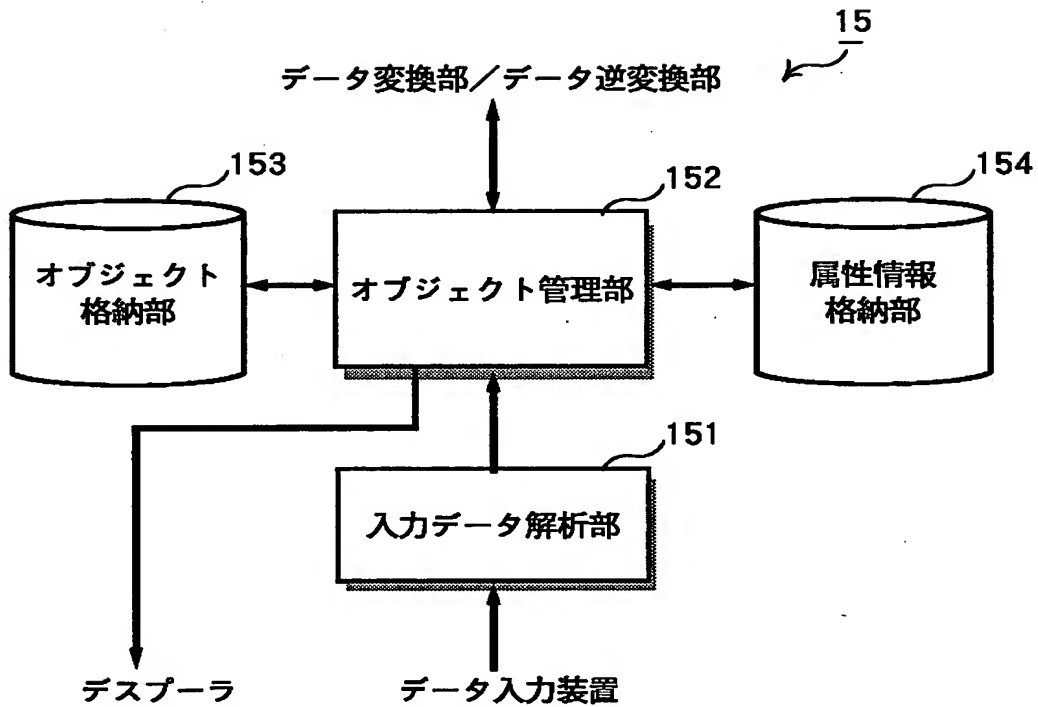 15
データ変換部／データ逆変換部
153
152
154
オブジェクト
格納部
オブジェクト管理部
属性情報
格納部
151
入力データ解析部
デスプーラ
データ入力装置